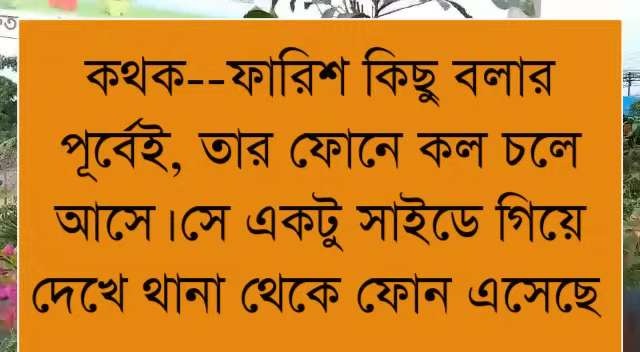 কথক--ফারিশ কিছু বলার
পূর্বেই, তার ফোনে কল চলে
আসে।সে একটু সাইডে গিয়ে
দেখে থানা থেকে ফোন এসেছে